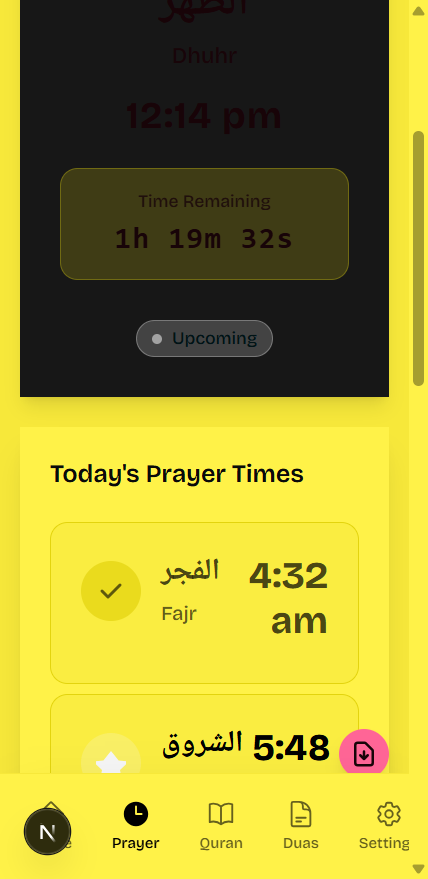 الظهر
Dhuhr
12:14 pm
Time Remaining
1h 19m 32s
Upcoming
Today's Prayer Times
الفجر
Fajr
4:32
am
الشروق
5:48
N
Prayer
Quran
Duas
Setting